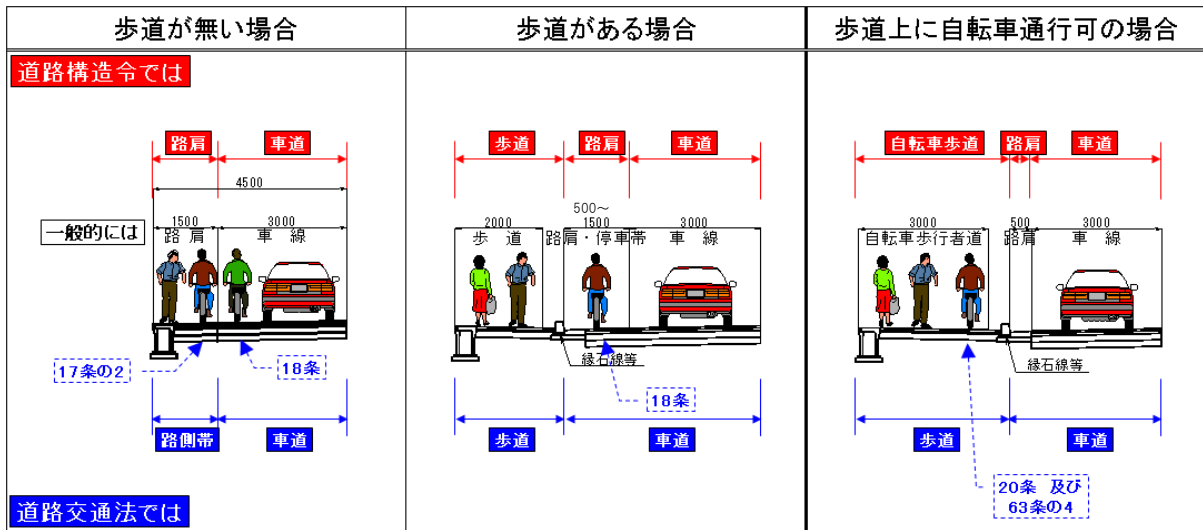 歩道が無い場合
歩道がある場合
歩道上に自転車通行可の場合
道路構造令では
路肩
車道
歩道
路肩
車道
自転車歩道
路肩
車道
4500
一般的には
1500
路肩
3000
車線
2000
歩道
500～
1500
路肩・停車帯
3000
車線
3000
自転車歩行者道
500
路肩
3000
車線
縁石線等
縁石線等
17条の2
18条
18条
路側帯
車道
歩道
車道
歩道
車道
20条 及び
63条の4
道路交通法では